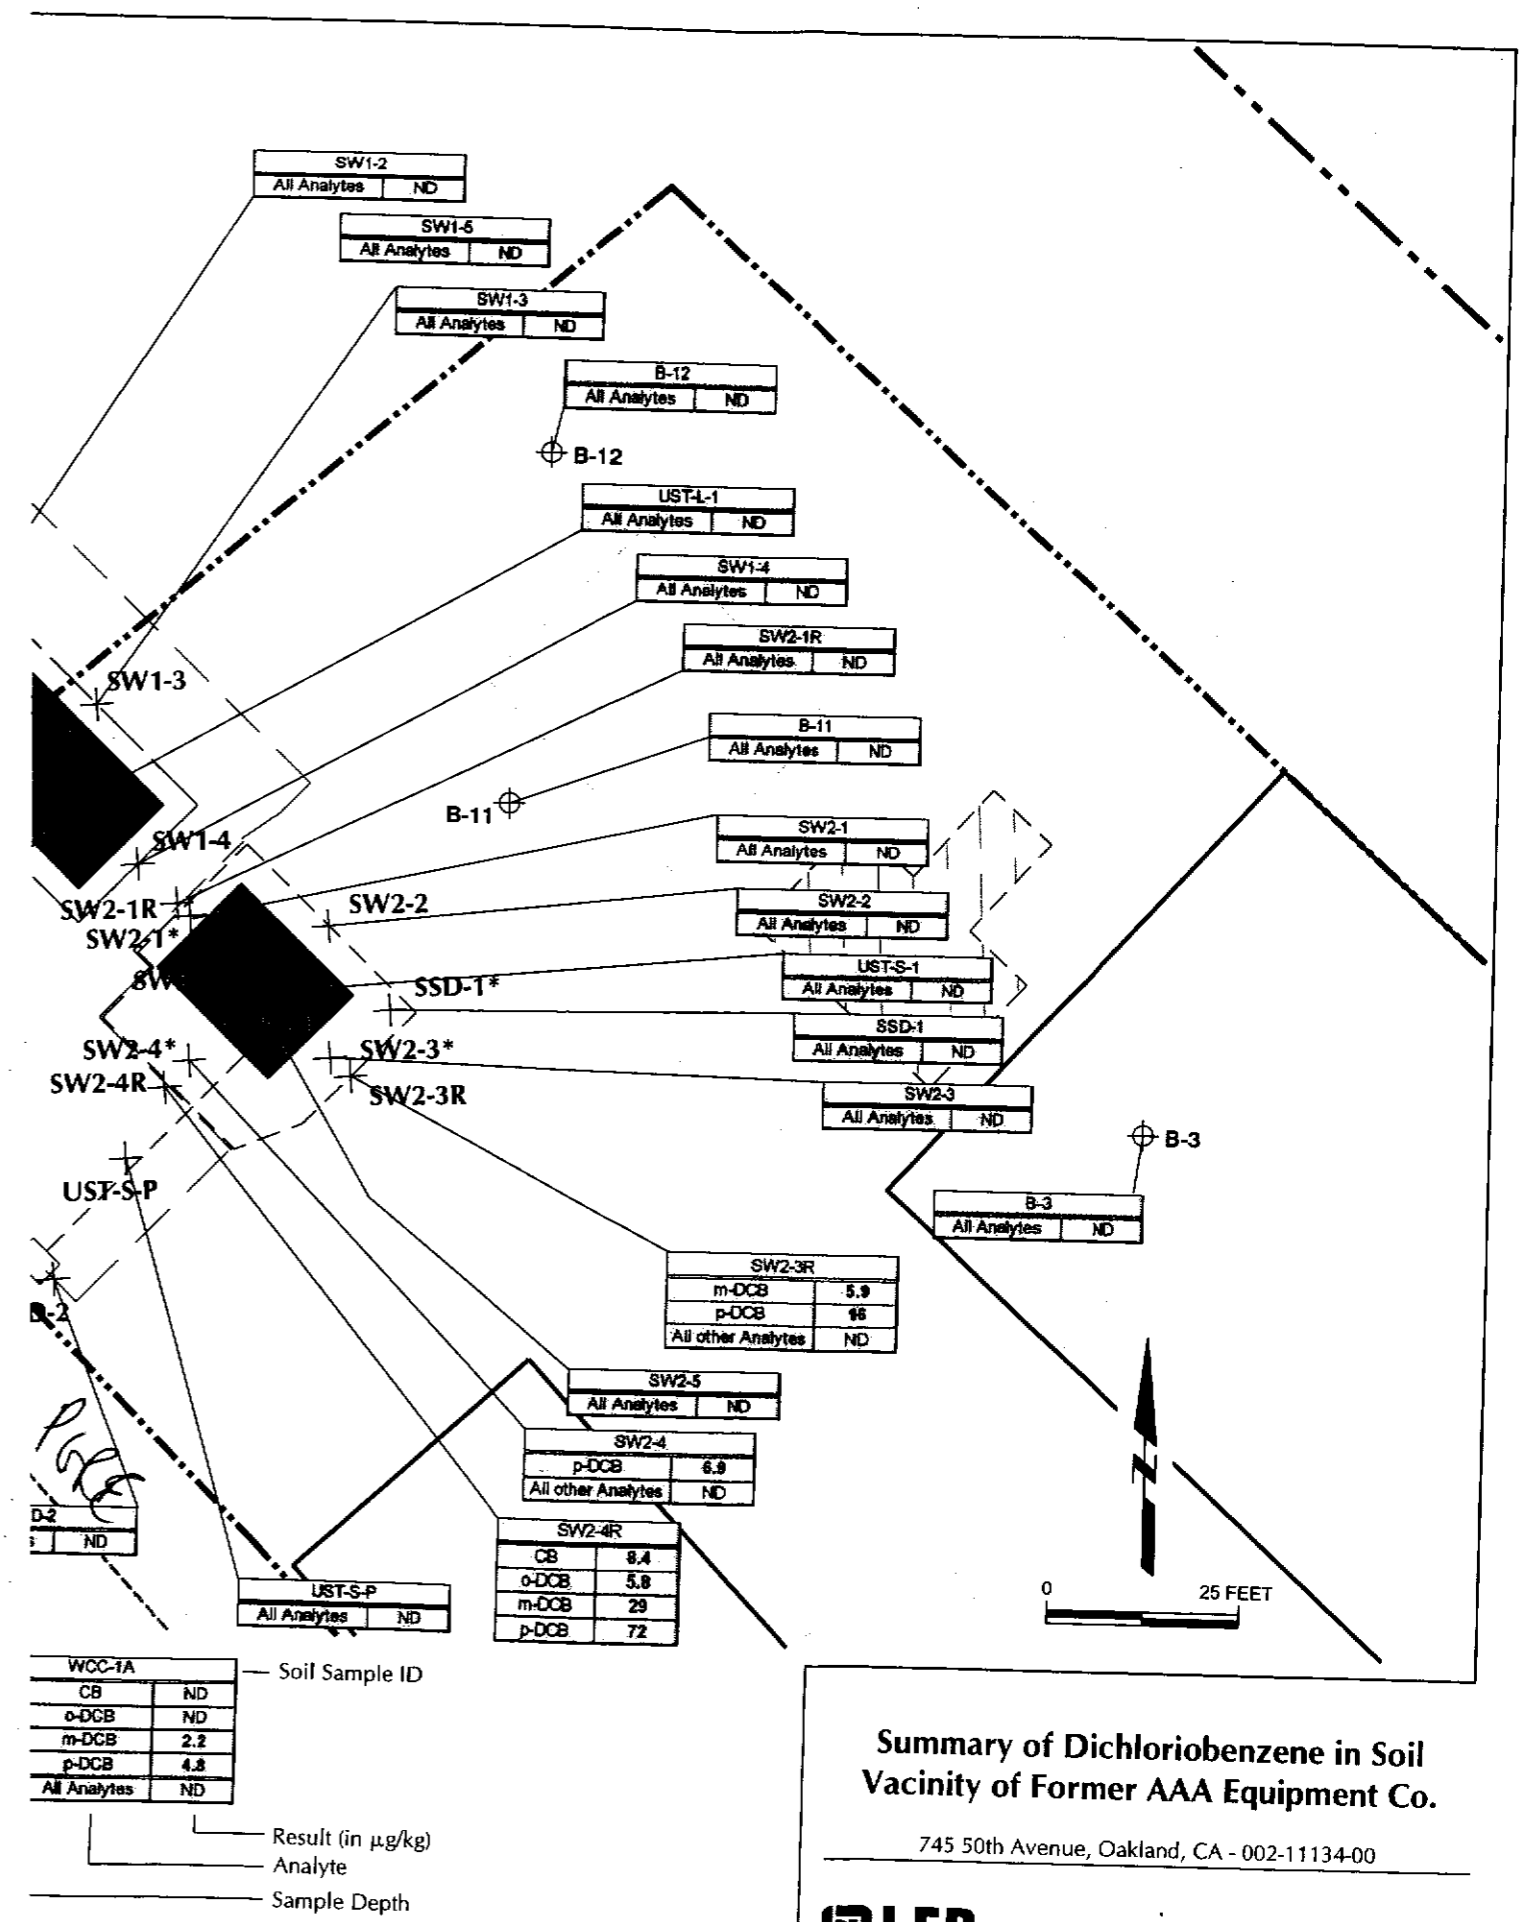 SW1-2
All Analytes ND
SW1-5
All Analytes ND
SW1-3
All Analytes ND
B-12
All Analytes ND
B-12
UST-L-1
All Analytes ND
SW1-4
All Analytes ND
SW2-1R
All Analytes ND
SW1-3
B-11
All Analytes ND
B-11
SW1-4
SW2-1
All Analytes ND
SW2-1R
SW2-2
SW2-2
All Analytes ND
SW2-1*
SW
UST-S-1
All Analytes ND
SSD-1*
SSD-1
All Analytes ND
SW2-4*
SW2-3*
SW2-4R
SW2-3R
SW2-3
All Analytes ND
B-3
UST-S-P
B-3
All Analytes ND
SW2-3R
m-DCB 5.9
p-DCB 16
All other Analytes ND
D-2
SW2-5
All Analytes ND
SW2-4
p-DCB 6.9
All other Analytes ND
D-2
s ND
SW2-4R
CB 8.4
o-DCB 5.8
m-DCB 29
p-DCB 72
UST-S-P
All Analytes ND
0 25 FEET
WCC-1A
CB ND
o-DCB ND
m-DCB 2.2
p-DCB 4.8
All Analytes ND
Soil Sample ID
Result (in µg/kg)
Analyte
Sample Depth
Summary of Dichloriobenzene in Soil
Vacinity of Former AAA Equipment Co.
745 50th Avenue, Oakland, CA - 002-11134-00